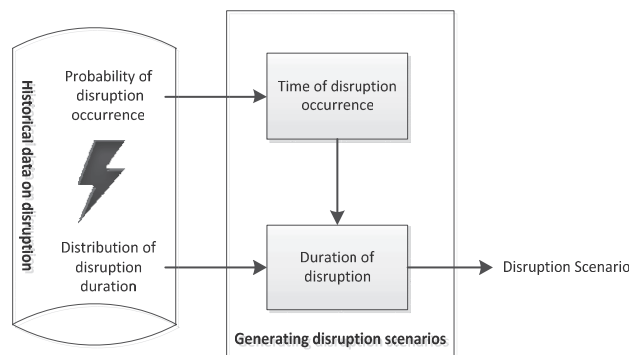 Historical data on disruption
Probability of
disruption
occurrence
Distribution of
disruption
duration
Time of disruption
occurrence
Duration of
disruption
Disruption Scenario
Generating disruption scenarios